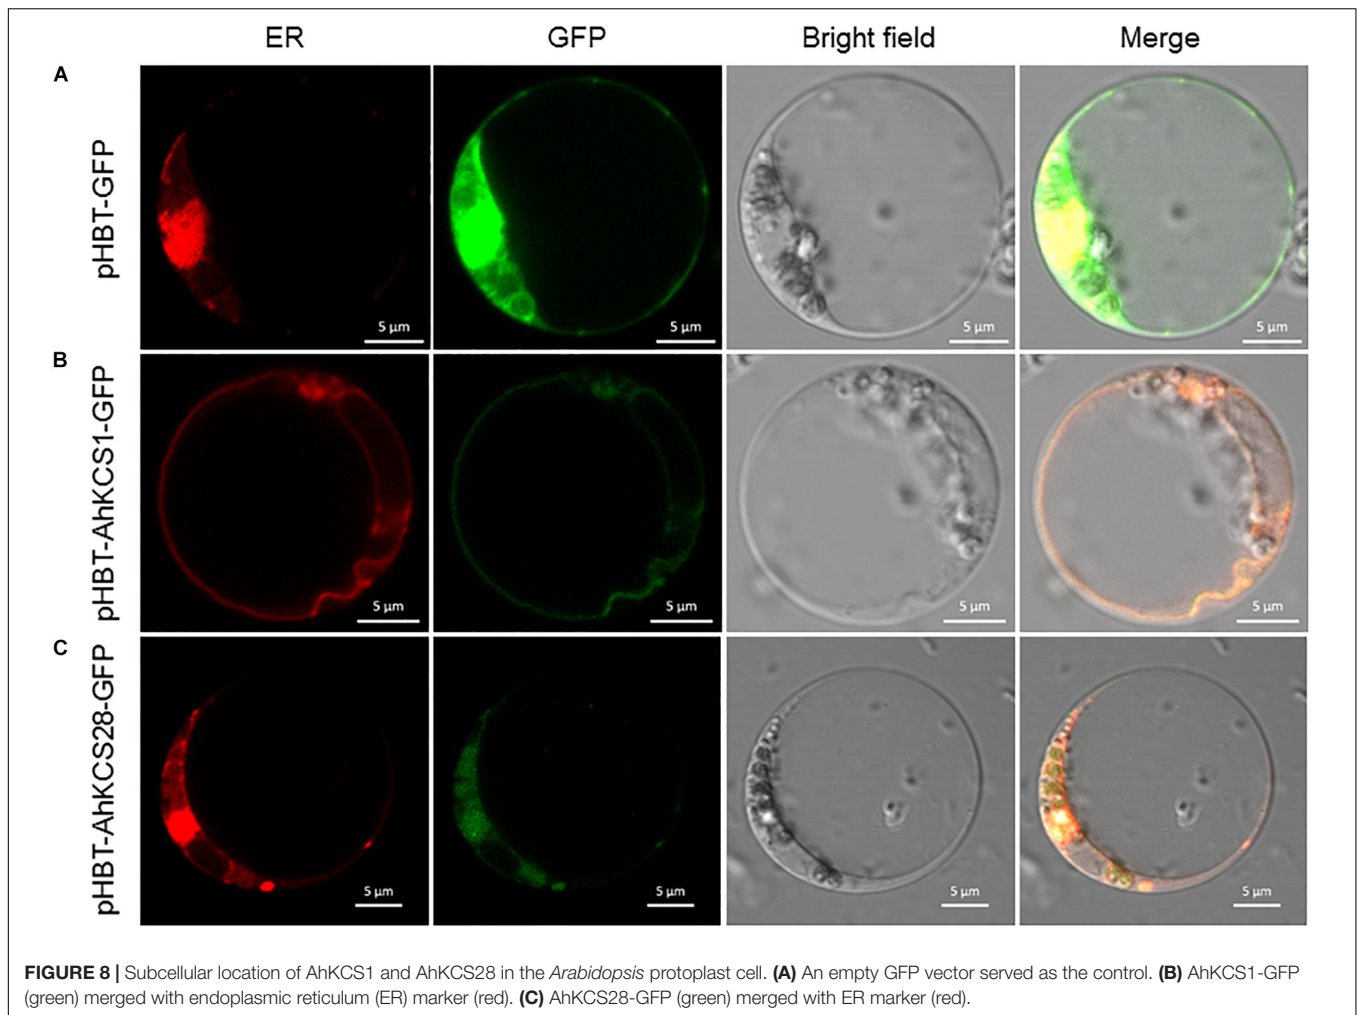 ER GFP Bright field Merge
A
pHBT-GFP
5 µm 5 µm 5 µm 5 µm
B
pHBT-AhKCS1-GFP
5 µm 5 µm 5 µm 5 µm
C
pHBT-AhKCS28-GFP
5 µm 5 µm 5 µm 5 µm
FIGURE 8 | Subcellular location of AhKCS1 and AhKCS28 in the Arabidopsis protoplast cell. (A) An empty GFP vector served as the control. (B) AhKCS1-GFP
(green) merged with endoplasmic reticulum (ER) marker (red). (C) AhKCS28-GFP (green) merged with ER marker (red).